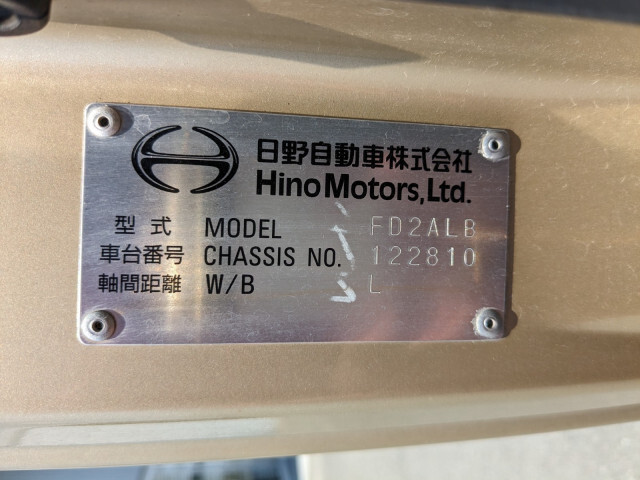 日野自動車株式会社
Hino Motors, Ltd.
型式 MODEL FD2ALB
車台番号 CHASSIS NO. 122810
軸間距離 W/B L